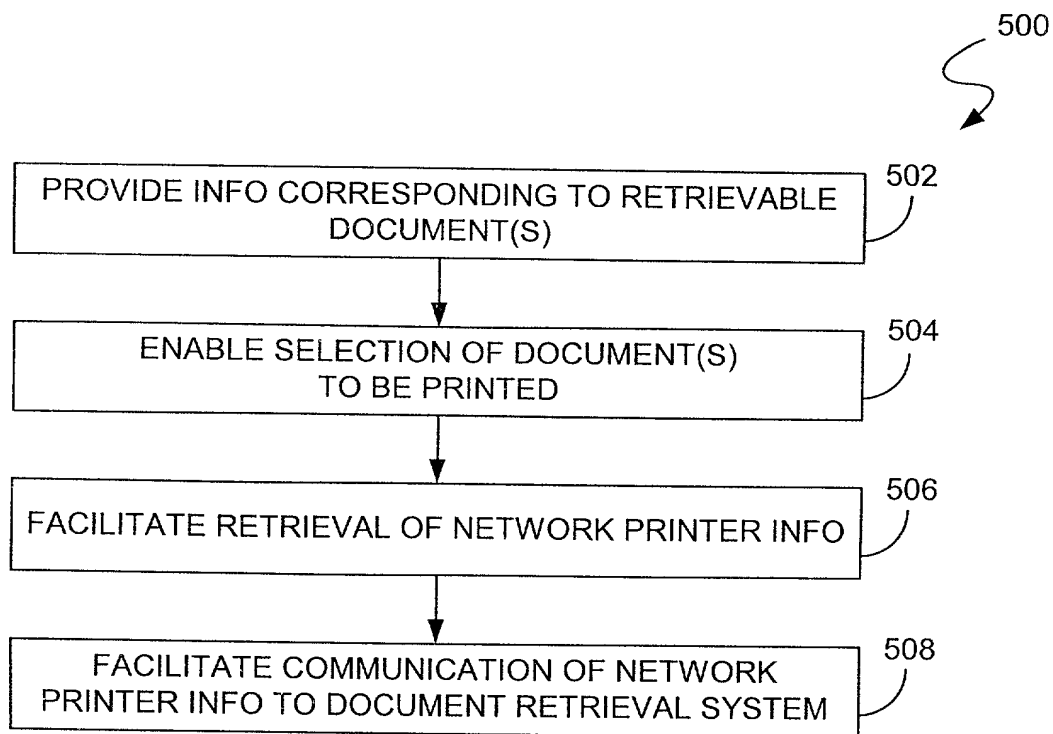 500
PROVIDE INFO CORRESPONDING TO RETRIEVABLE
DOCUMENT(S)
502
ENABLE SELECTION OF DOCUMENT(S)
TO BE PRINTED
504
FACILITATE RETRIEVAL OF NETWORK PRINTER INFO
506
FACILITATE COMMUNICATION OF NETWORK
PRINTER INFO TO DOCUMENT RETRIEVAL SYSTEM
508